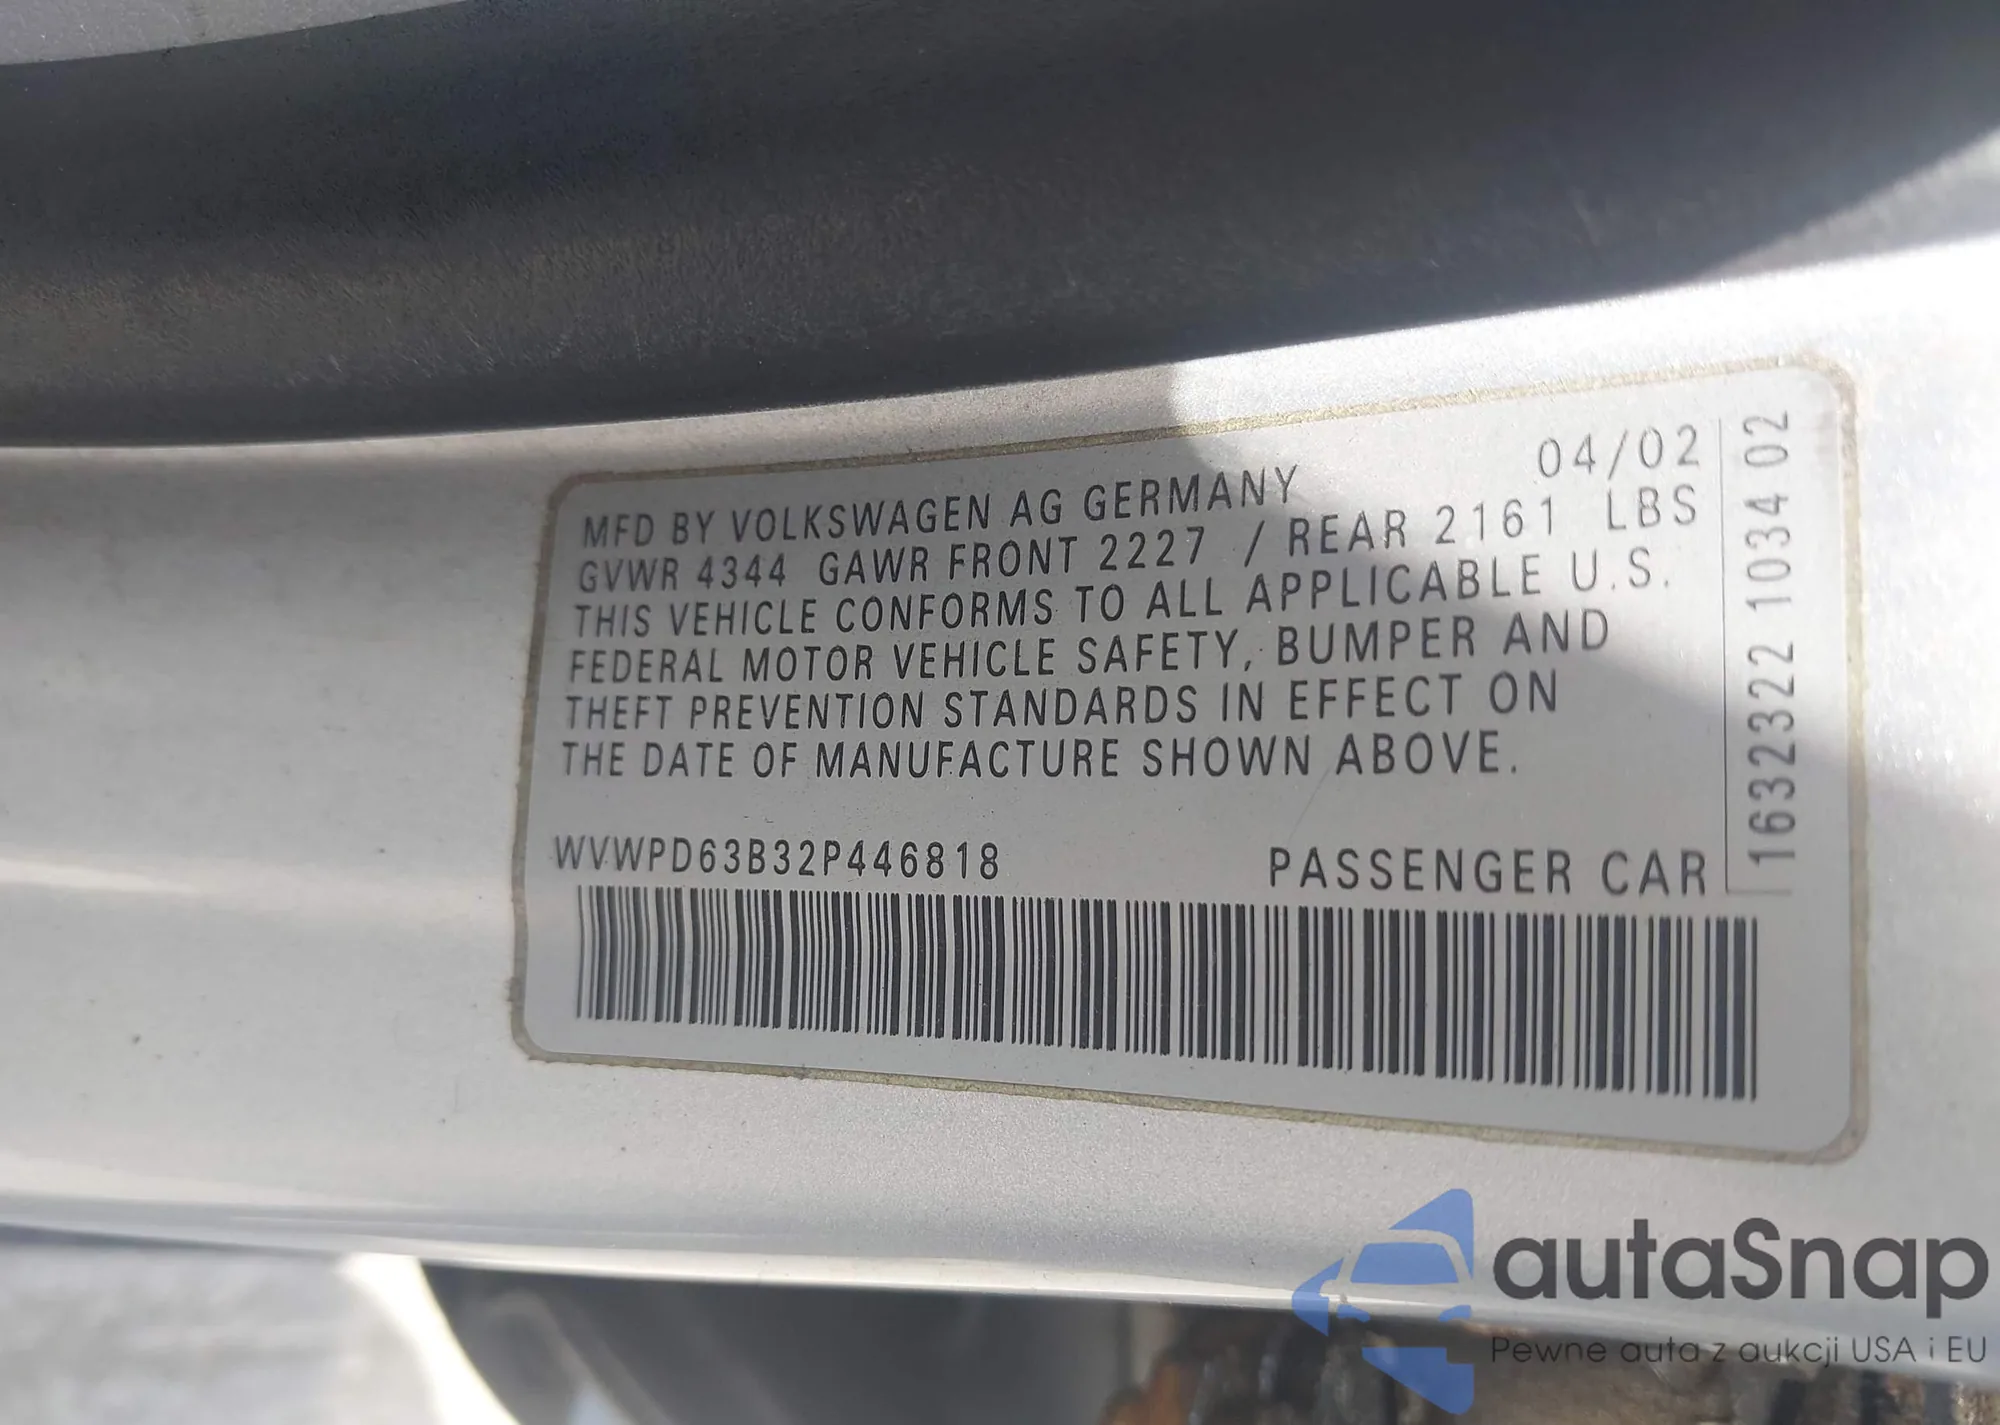 04/02
MFD BY VOLKSWAGEN AG GERMANY
GVWR 4344 GAWR FRONT 2227 / REAR 2161 LBS
THIS VEHICLE CONFORMS TO ALL APPLICABLE U.S.
FEDERAL MOTOR VEHICLE SAFETY, BUMPER AND
THEFT PREVENTION STANDARDS IN EFFECT ON
THE DATE OF MANUFACTURE SHOWN ABOVE.
WVWPD63B32P446818 PASSENGER CAR
1632322 1034 02
autaSnap
Pewne auta z aukcji USA i EU